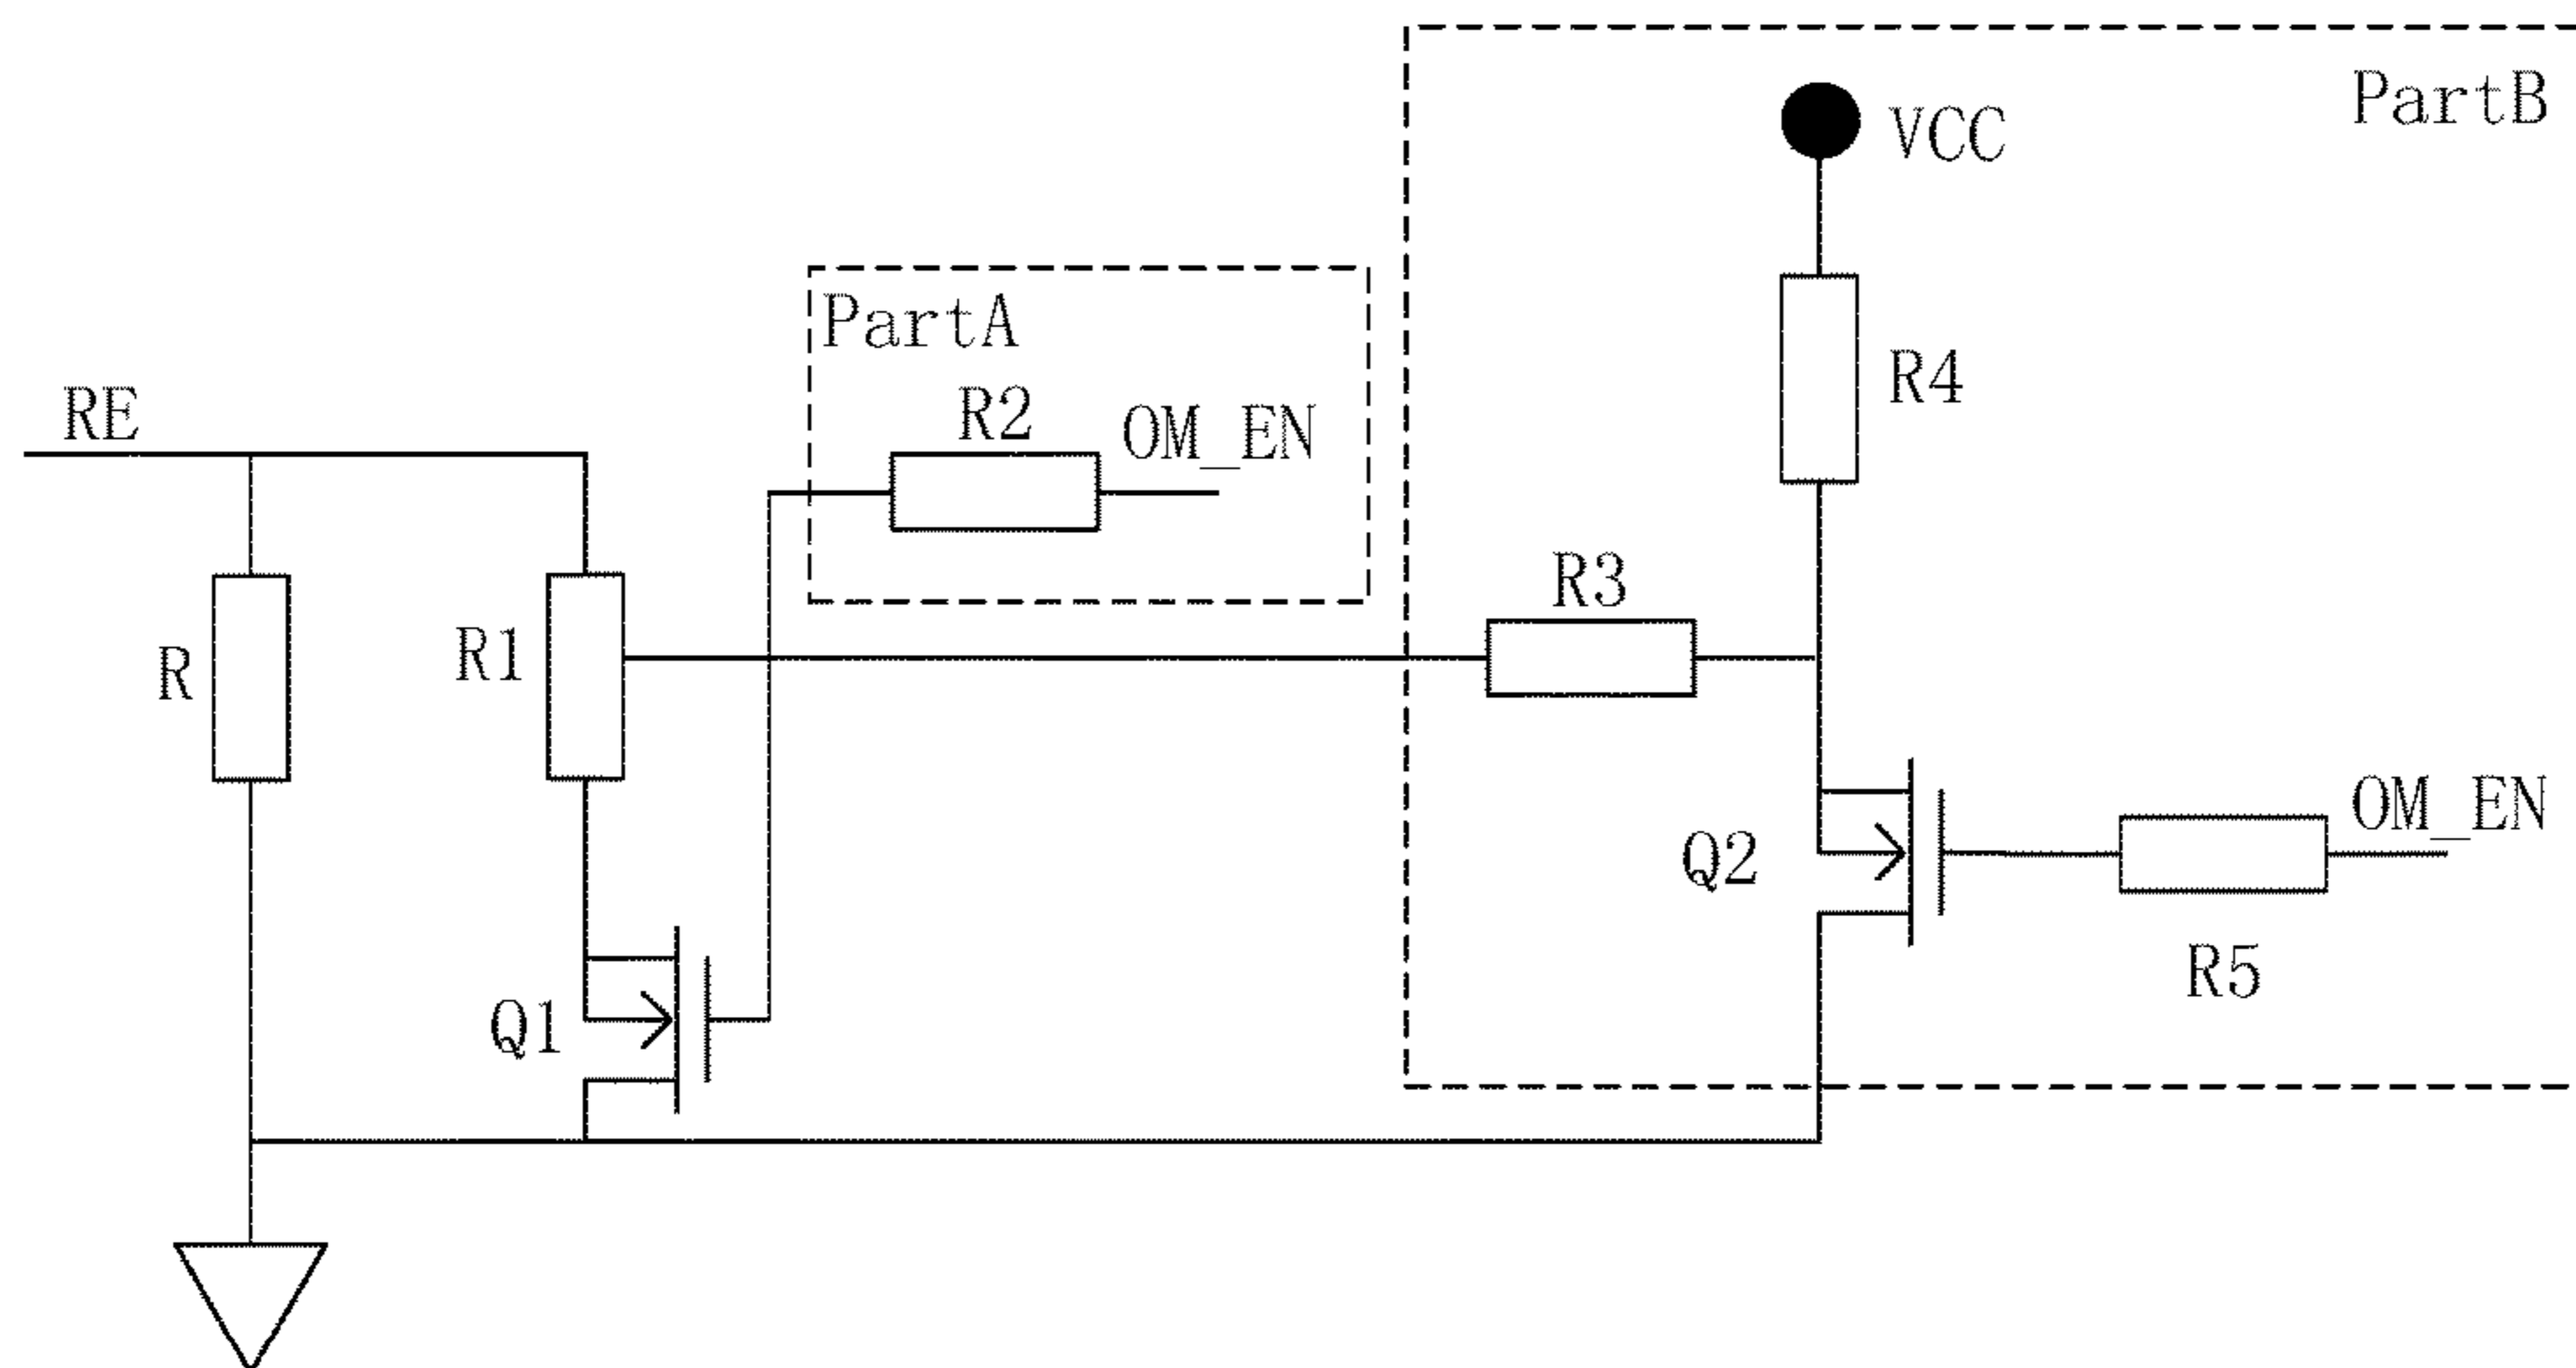 PartB
VCC
PartA
R4
RE
R2
OM_EN
R3
R1
R
OM_EN
Q2
R5
Q1